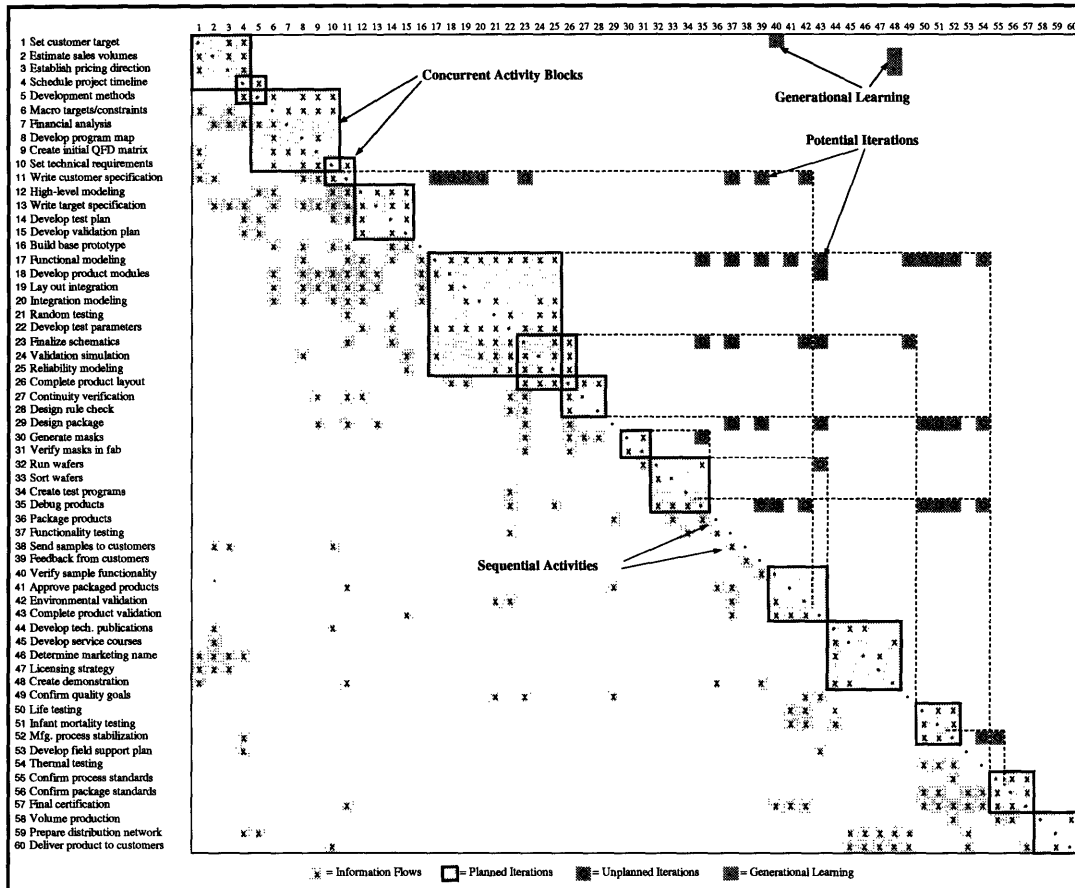 1 2 3 4 5 6 7 8 9 10 11 12 13 14 15 16 17 18 19 20 21 22 23 24 25 26 27 28 29 30 31 32 33 34 35 36 37 38 39 40 41 42 43 44 45 46 47 48 49 50 51 52 53 54 55 56 57 58 59 60
1 Set customer target
2 Estimate sales volumes
3 Establish pricing direction
4 Schedule project timeline
5 Development methods
6 Macro targets/constraints
7 Financial analysis
8 Develop program map
9 Create initial QFD matrix
10 Set technical requirements
11 Write customer specification
12 High-level modeling
13 Write target specification
14 Develop test plan
15 Develop validation plan
16 Build base prototype
17 Functional modeling
18 Develop product modules
19 Lay out integration
20 Integration modeling
21 Random testing
22 Develop test parameters
23 Finalize schematics
24 Validation simulation
25 Reliability modeling
26 Complete product layout
27 Continuity verification
28 Design rule check
29 Design package
30 Generate masks
31 Verify masks in fab
32 Run wafers
33 Sort wafers
34 Create test programs
35 Debug products
36 Package products
37 Functionality testing
38 Send samples to customers
39 Feedback from customers
40 Verify sample functionality
41 Approve packaged products
42 Environmental validation
43 Complete product validation
44 Develop tech. publications
45 Develop service courses
46 Determine marketing name
47 Licensing strategy
48 Create demonstration
49 Confirm quality goals
50 Life testing
51 Infant mortality testing
52 Mfg. process stabilization
53 Develop field support plan
54 Thermal testing
55 Confirm process standards
56 Confirm package standards
57 Final certification
58 Volume production
59 Prepare distribution network
60 Deliver product to customers
Concurrent Activity Blocks
Generational Learning
Potential Iterations
Sequential Activities
x = Information Flows
= Planned Iterations
= Unplanned Iterations
= Generational Learning